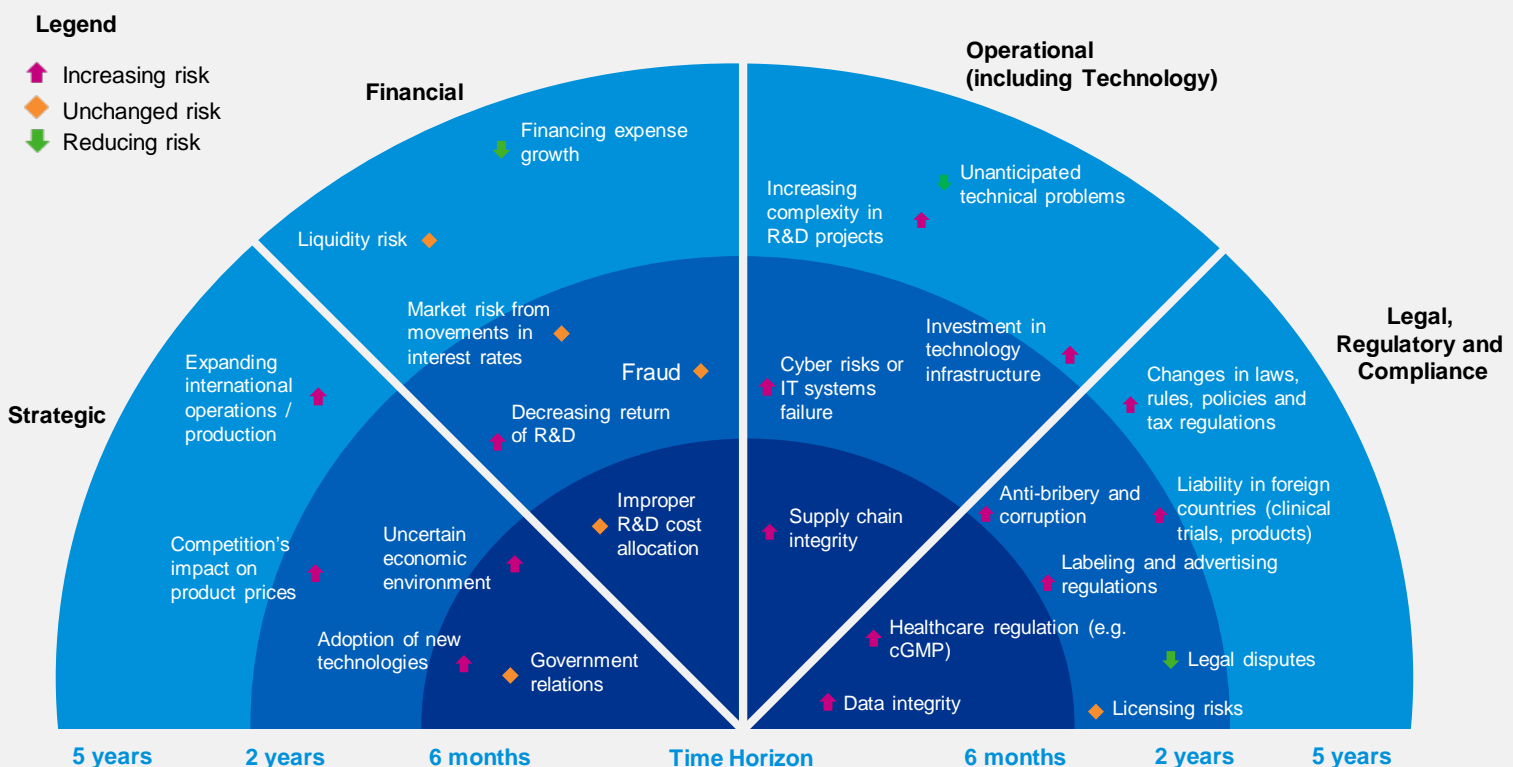 Legend
Increasing risk
Unchanged risk
Reducing risk
Financial
Operational
(including Technology)
Strategic
Legal,
Regulatory and
Compliance
Financing expense
growth
Liquidity risk
Market risk from
movements in
interest rates
Fraud
Decreasing return
of R&D
Improper
R&D cost
allocation
Increasing
complexity in
R&D projects
Unanticipated
technical problems
Investment in
technology
infrastructure
Cyber risks or
IT systems
failure
Supply chain
integrity
Expanding
international
operations /
production
Competition’s
impact on
product prices
Uncertain
economic
environment
Adoption of new
technologies
Government
relations
Changes in laws,
rules, policies and
tax regulations
Anti-bribery and
corruption
Liability in foreign
countries (clinical
trials, products)
Labeling and advertising
regulations
Healthcare regulation (e.g.
cGMP)
Legal disputes
Data integrity
Licensing risks
5 years
2 years
6 months
Time Horizon
6 months
2 years
5 years